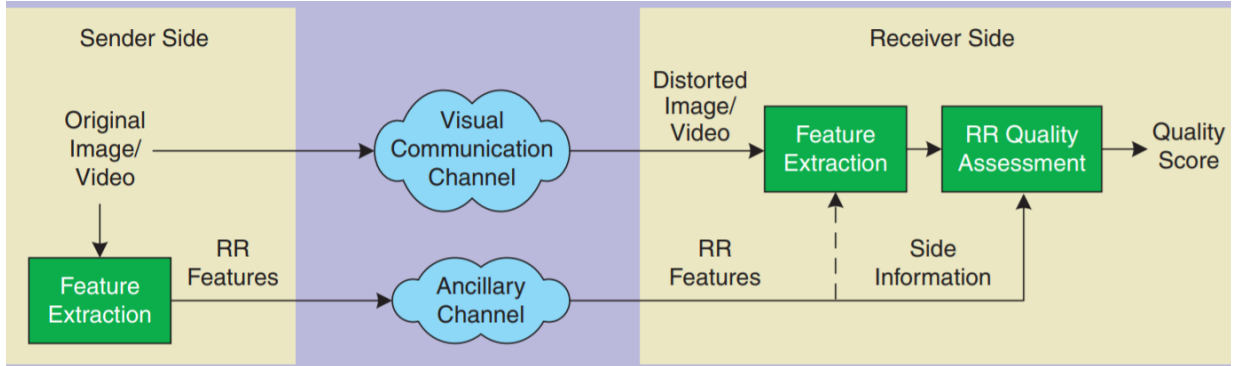 Sender Side
Receiver Side
Original
Image/
Video
Visual
Communication
Channel
Distorted
Image/
Video
Feature
Extraction
RR Quality
Assessment
Quality
Score
Feature
Extraction
RR
Features
Ancillary
Channel
RR
Features
Side
Information